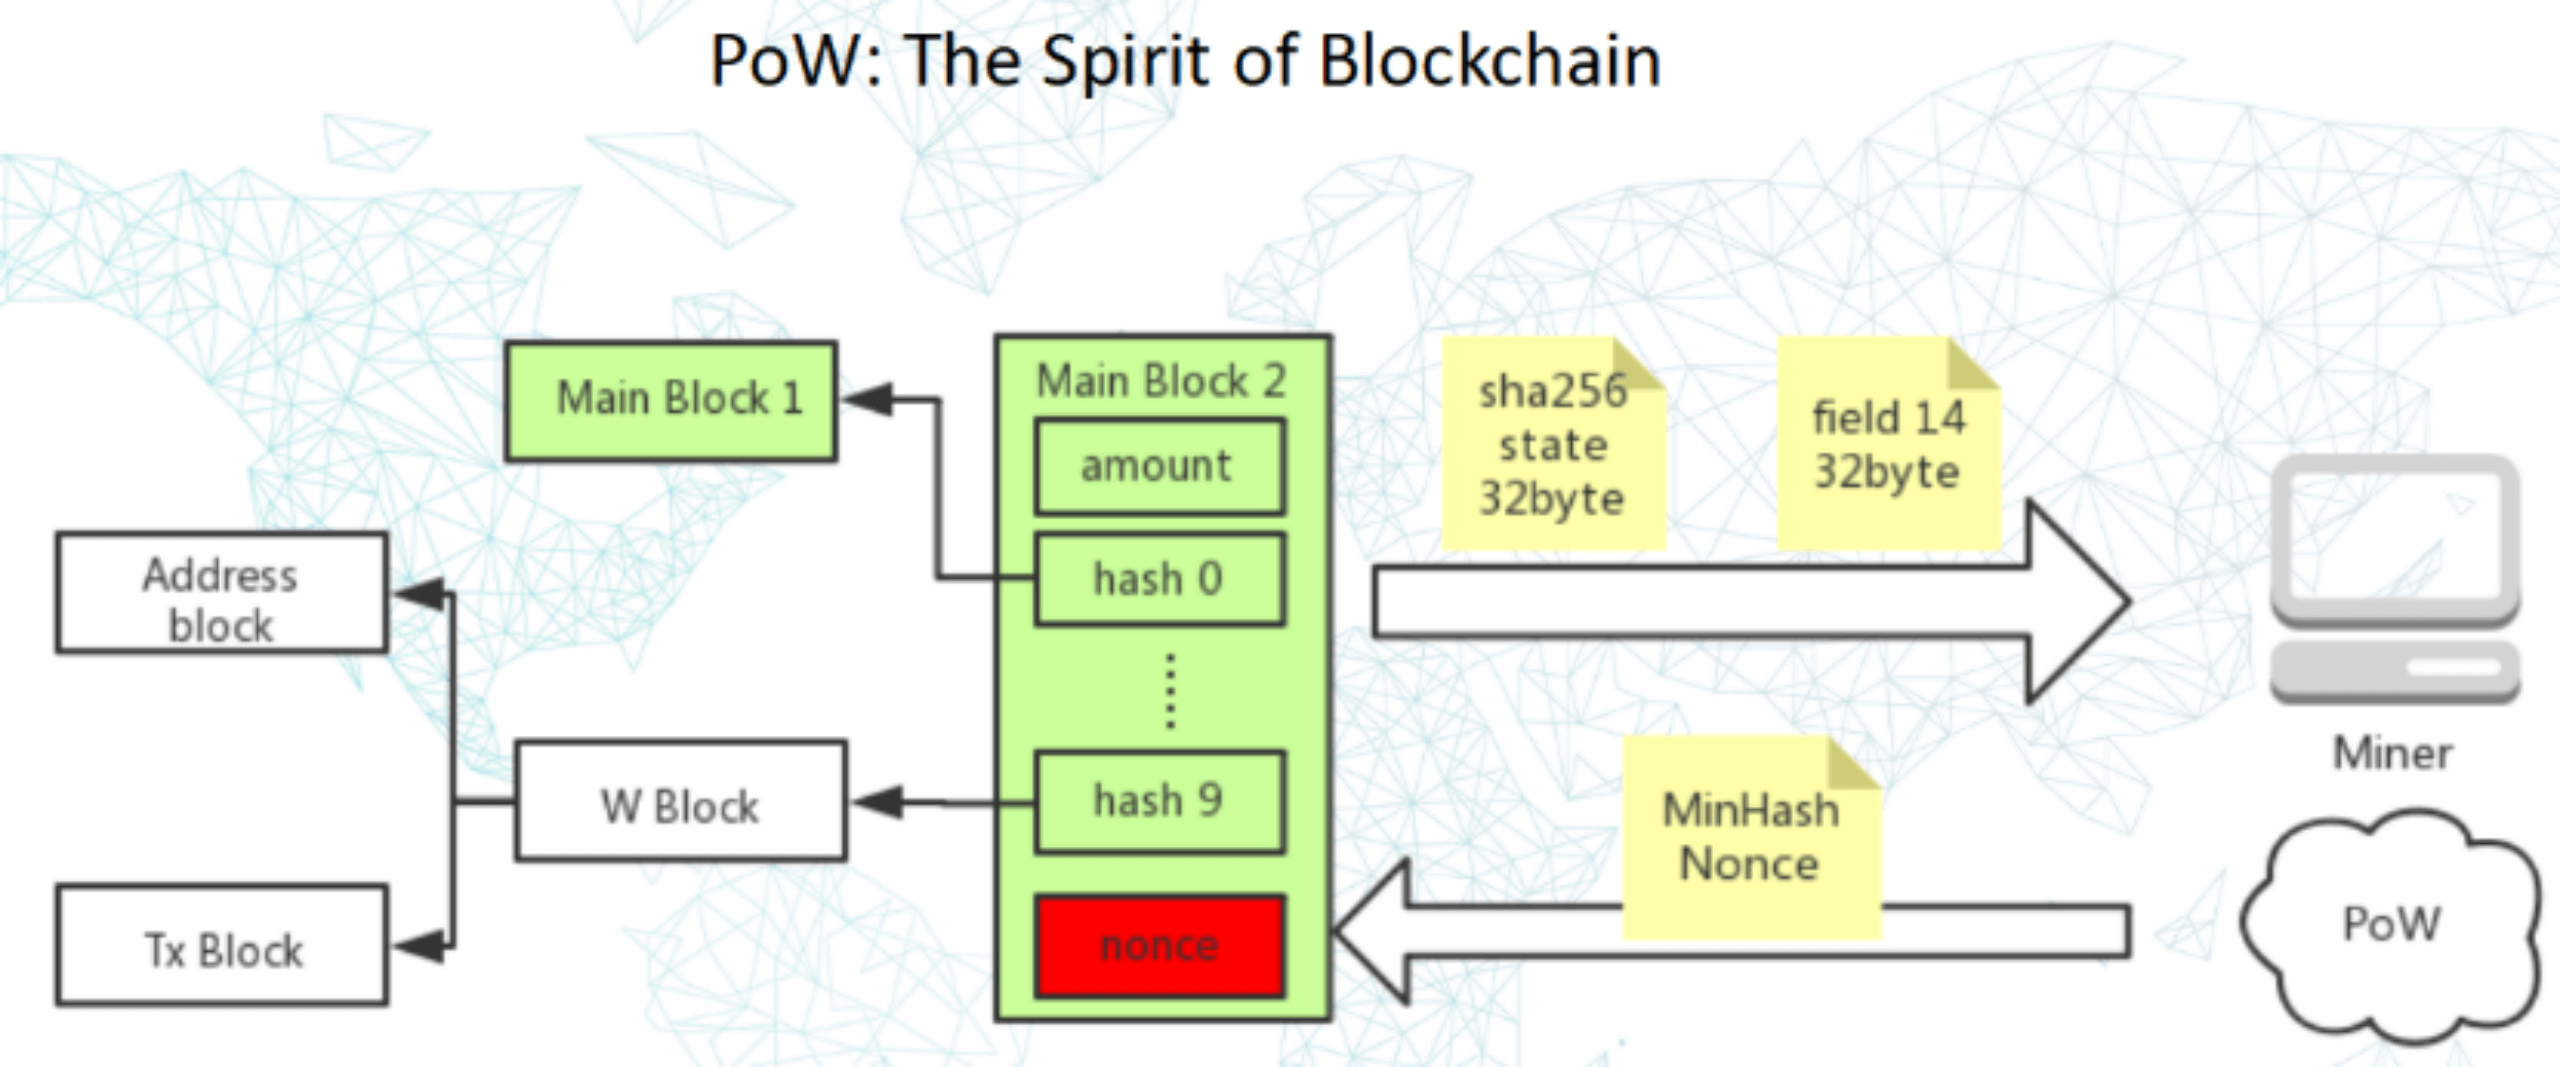 PoW: The Spirit of Blockchain
Main Block 1
Address
block
W Block
Tx Block
Main Block 2
amount
hash 0
hash 9
nonce
sha256
state
32byte
field 14
32byte
MinHash
Nonce
Miner
PoW